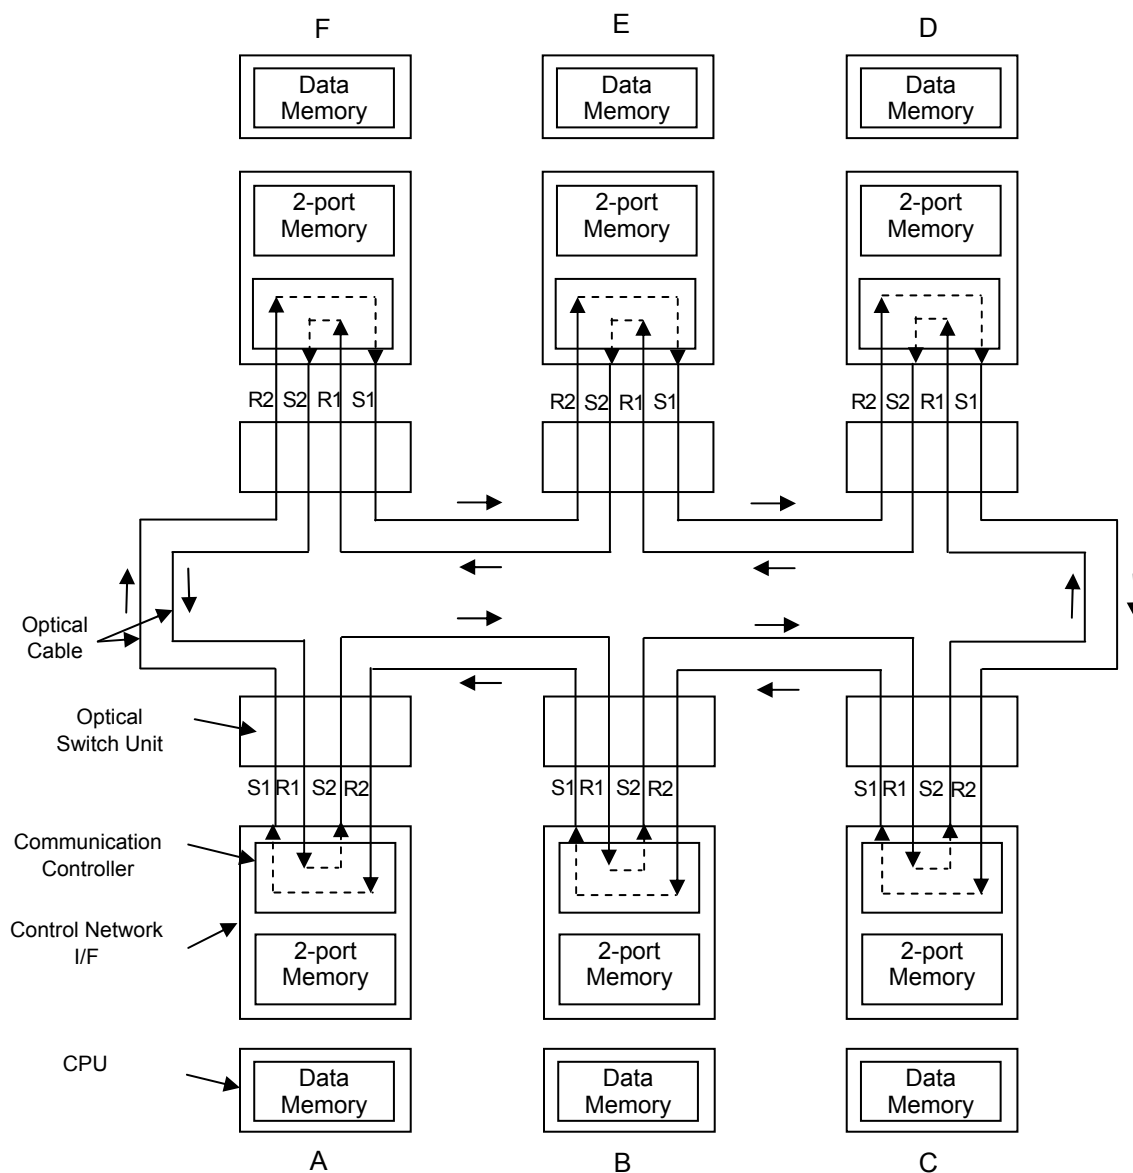 F
E
D
Data
Memory
Data
Memory
Data
Memory
2-port
Memory
2-port
Memory
2-port
Memory
R2 S2 R1 S1
R2 S2 R1 S1
R2 S2 R1 S1
Optical
Cable
Optical
Switch Unit
S1 R1 S2 R2
S1 R1 S2 R2
S1 R1 S2 R2
Communication
Controller
Control Network
I/F
2-port
Memory
2-port
Memory
2-port
Memory
CPU
Data
Memory
Data
Memory
Data
Memory
A
B
C